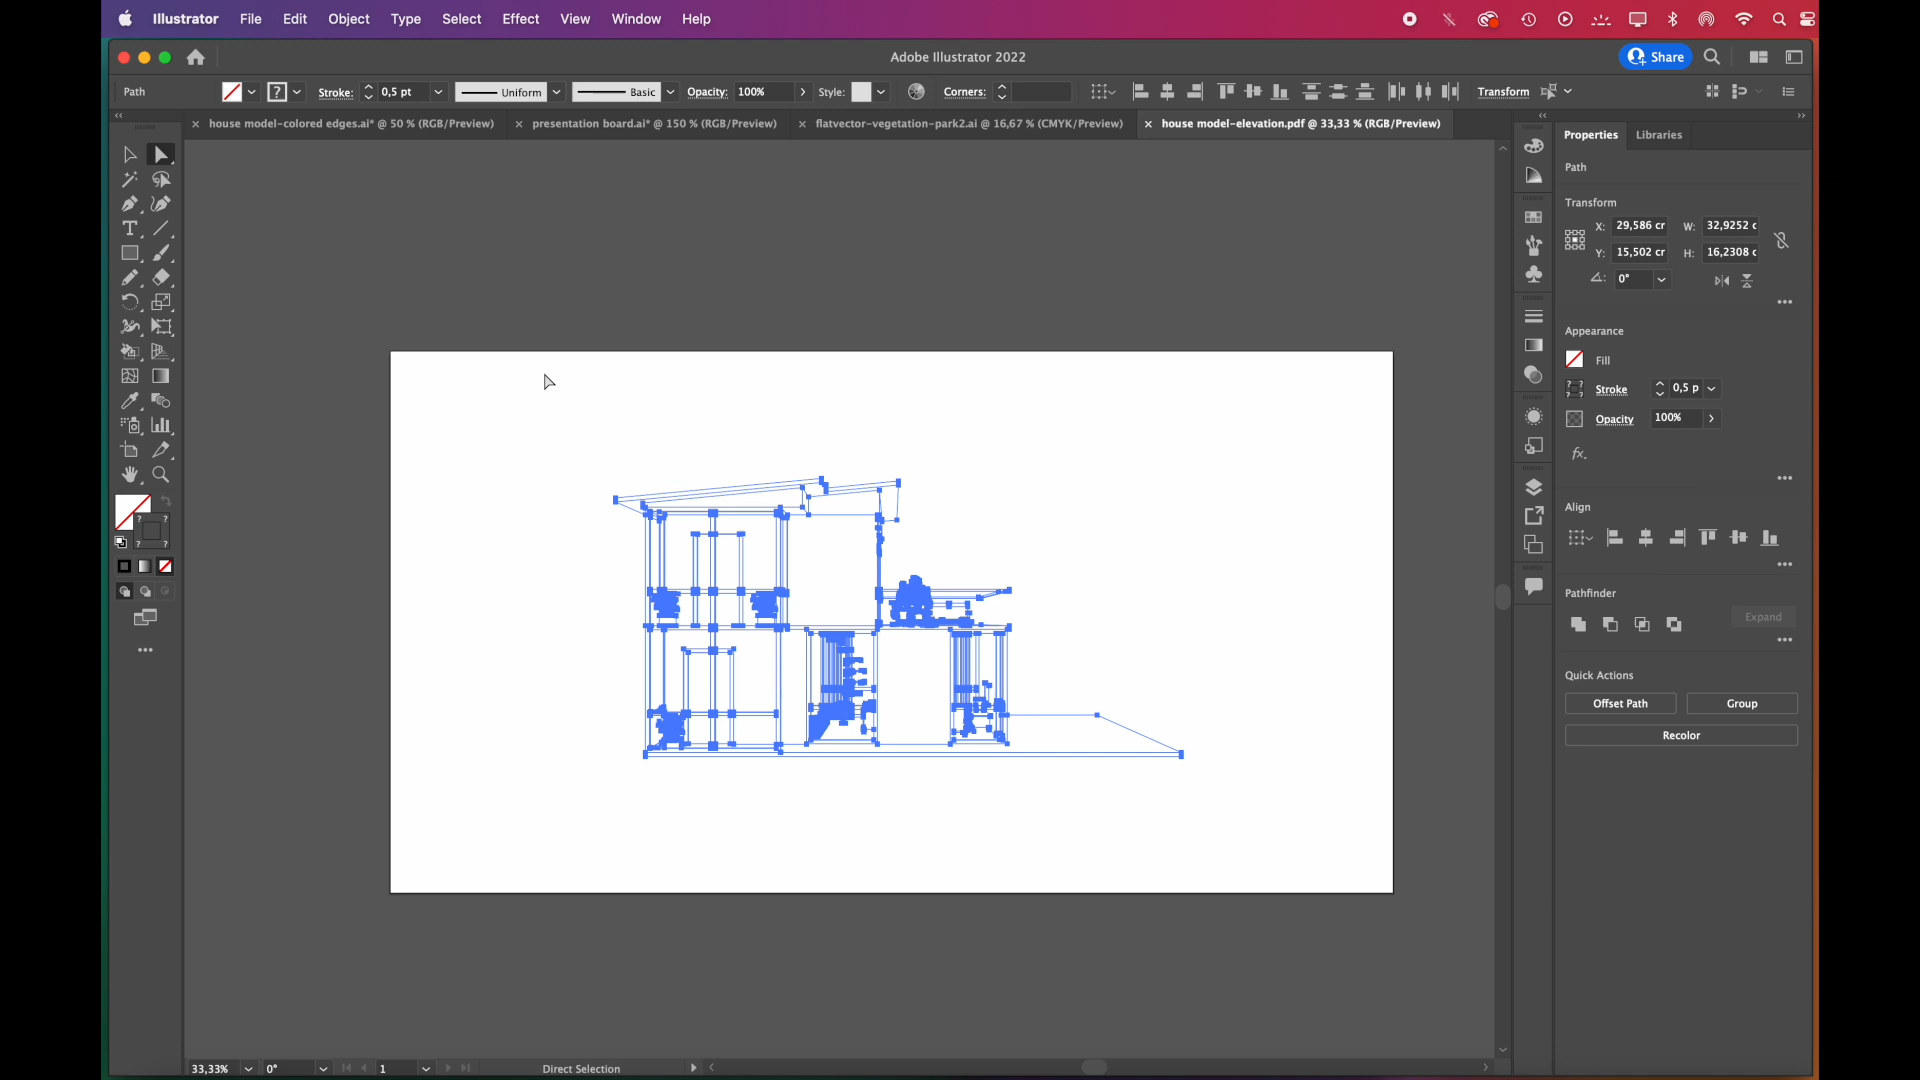 Illustrator File Edit Object Type Select Effect View Window Help
Adobe Illustrator 2022
Share
Path
Stroke: 0,5 pt
Uniform
Basic
Opacity: 100%
Style:
Corners:
Transform
house model-colored edges.ai* @ 50 % (RGB/Preview)
presentation board.ai* @ 150 % (RGB/Preview)
flatvector-vegetation-park2.ai @ 16,67 % (CMYK/Preview)
house model-elevation.pdf @ 33,33 % (RGB/Preview)
Properties Libraries
Path
Transform
X: 29,586 cr W: 32,9252 c
Y: 15,502 cr H: 16,2308 c
0°
Appearance
Fill
Stroke 0,5 p
Opacity 100%
fx.
Align
Pathfinder
Expand
Quick Actions
Offset Path Group
Recolor
33,33% 0° 1 Direct Selection